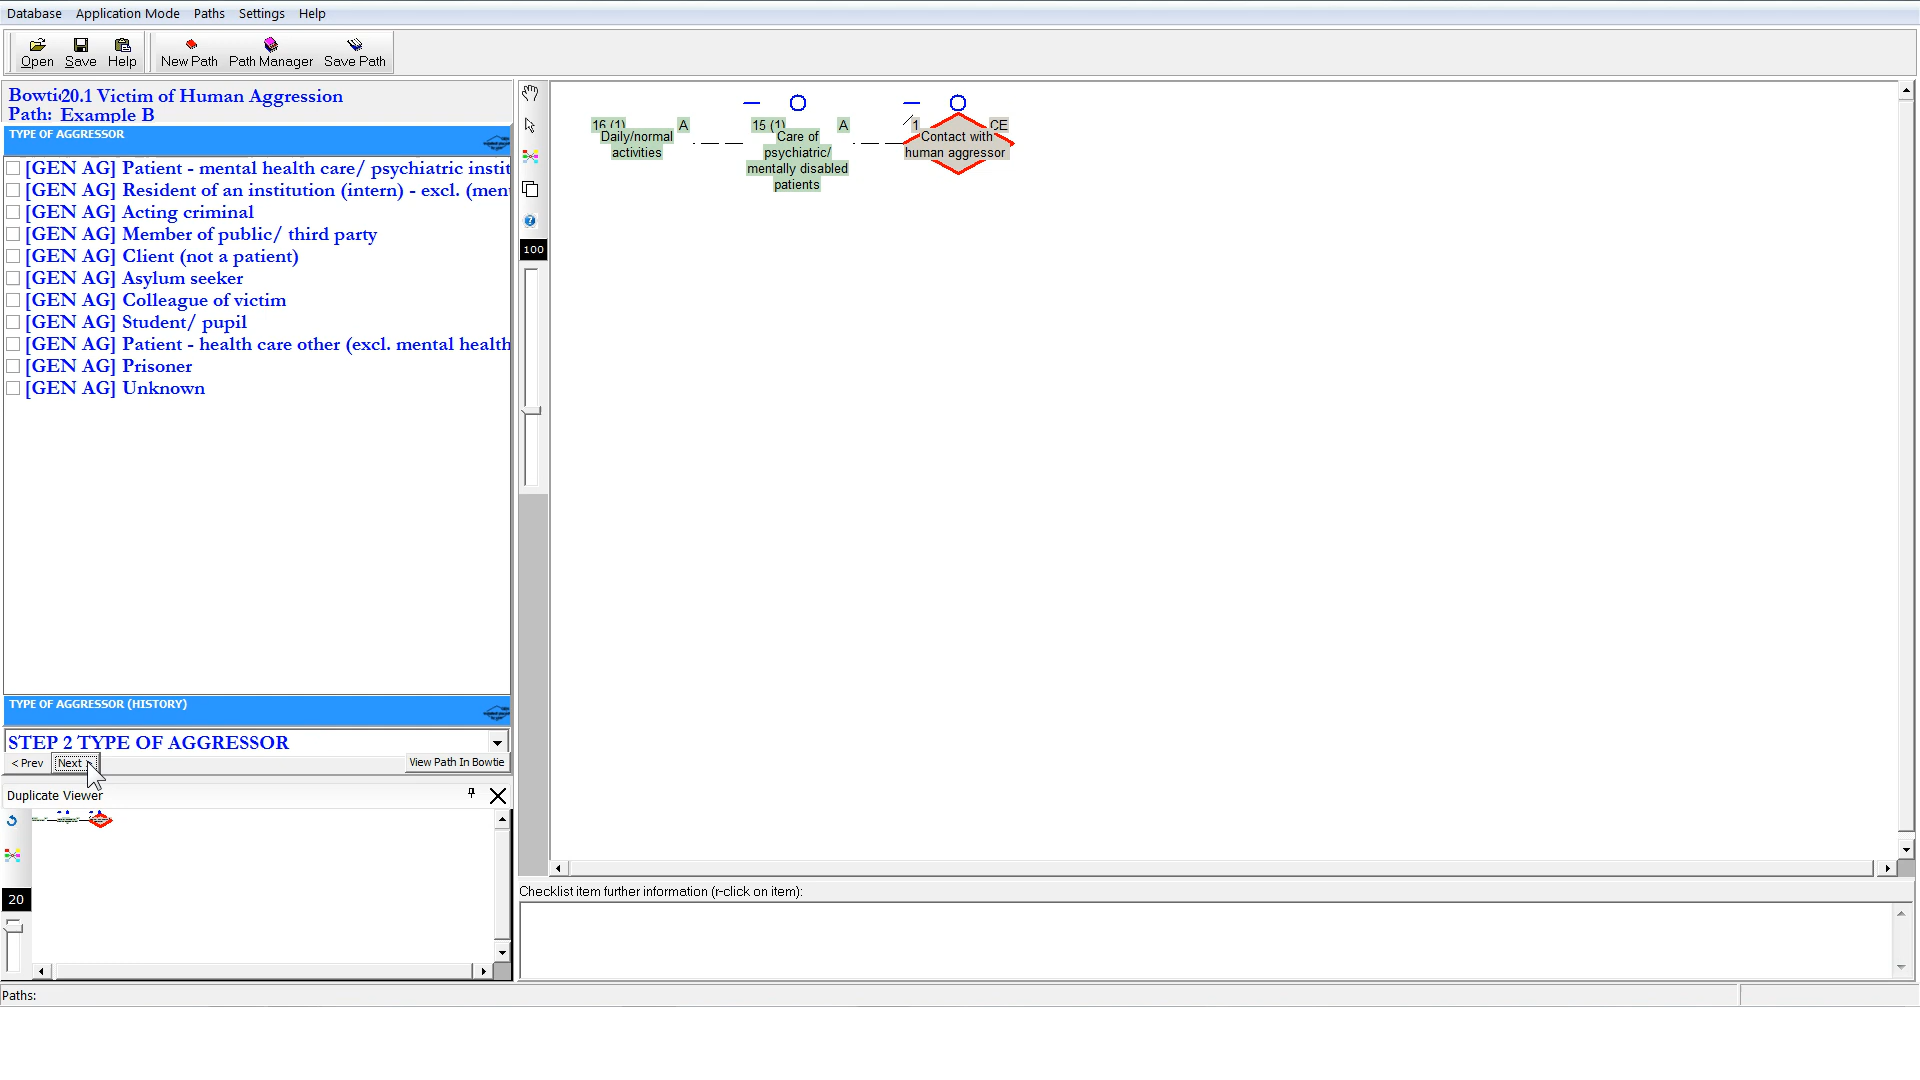 Database Application Mode Paths Settings Help
Open Save Help New Path Path Manager Save Path
Bowti 20.1 Victim of Human Aggression
Path: Example B
TYPE OF AGGRESSOR
[GEN AG] Patient - mental health care/ psychiatric instit
[GEN AG] Resident of an institution (intern) - excl. (men
[GEN AG] Acting criminal
[GEN AG] Member of public/ third party
[GEN AG] Client (not a patient)
[GEN AG] Asylum seeker
[GEN AG] Colleague of victim
[GEN AG] Student/ pupil
[GEN AG] Patient - health care other (excl. mental health
[GEN AG] Prisoner
[GEN AG] Unknown
TYPE OF AGGRESSOR (HISTORY)
STEP 2 TYPE OF AGGRESSOR
< Prev Next View Path In Bowtie
Duplicate Viewer
20
100
16 (1) A
Daily/normal
activities
15 (1) A
Care of
psychiatric/
mentally disabled
patients
1 CE
Contact with
human aggressor
Checklist item further information (r-click on item):
Paths: